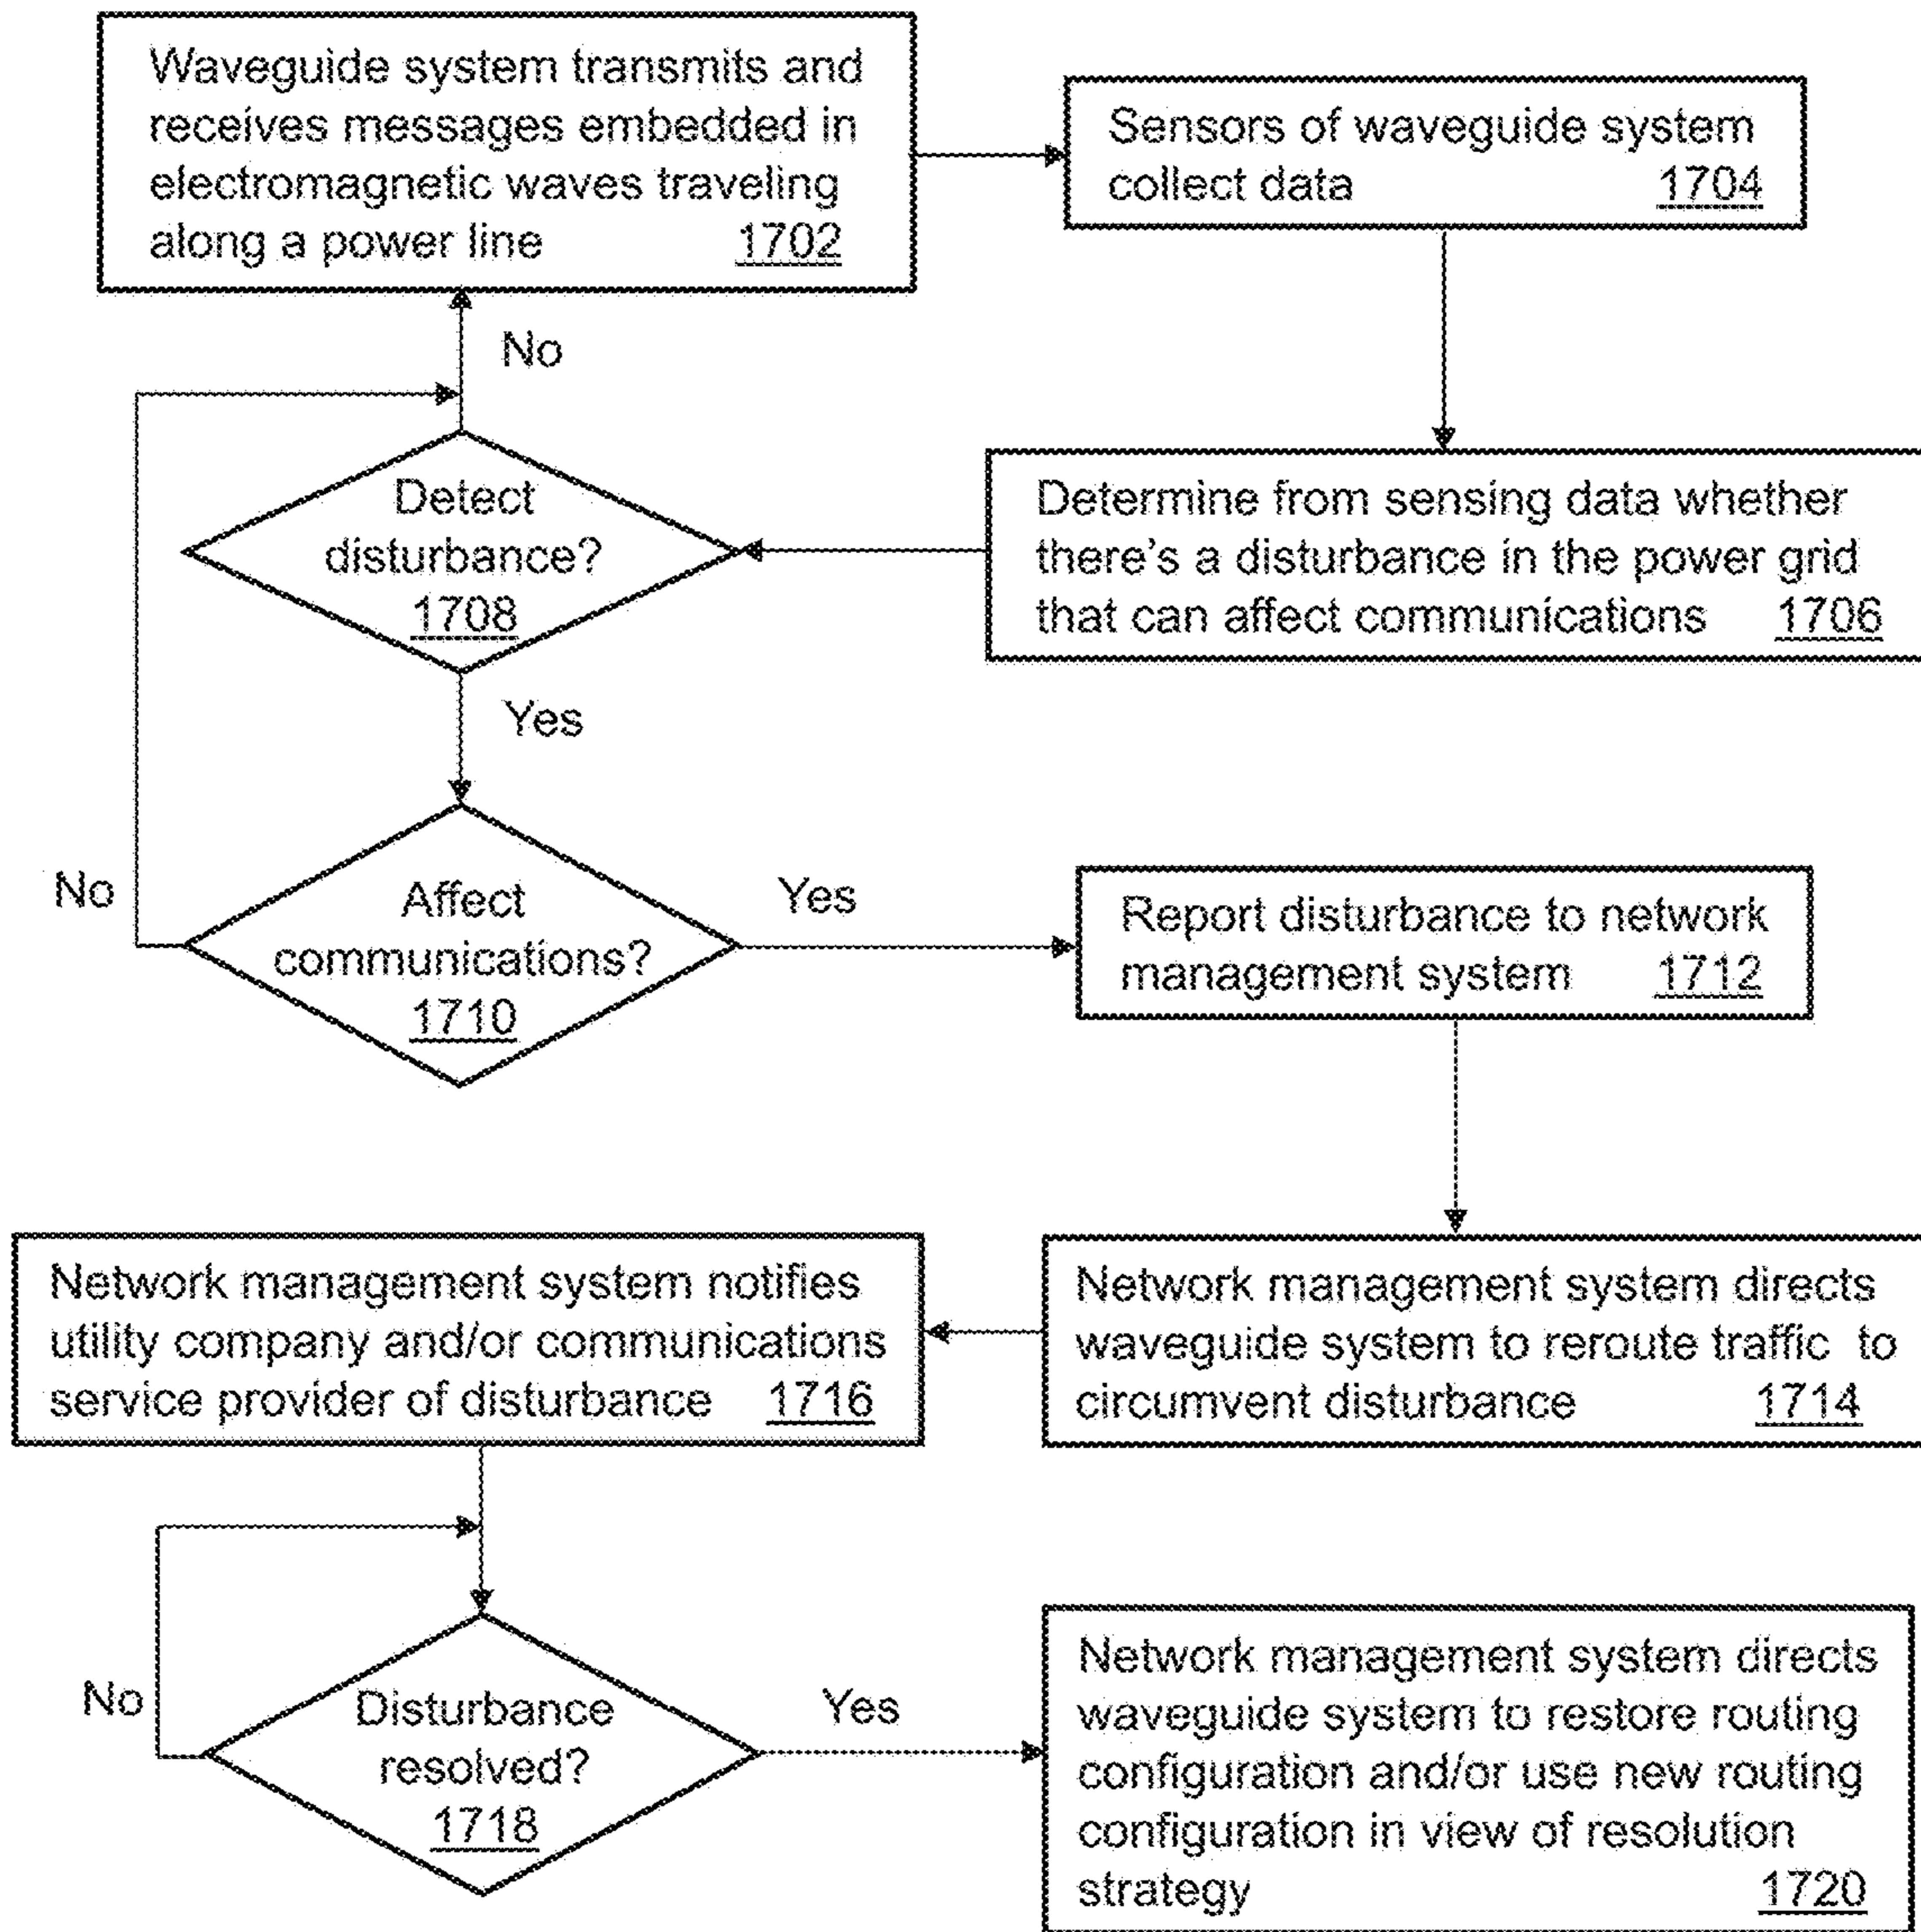 Waveguide system transmits and
receives messages embedded in
electromagnetic waves traveling
along a power line 1702
Sensors of waveguide system
collect data 1704
No
Detect
disturbance?
1708
Determine from sensing data whether
there's a disturbance in the power grid
that can affect communications 1706
Yes
No
Affect
communications?
1710
Yes
Report disturbance to network
management system 1712
Network management system notifies
utility company and/or communications
service provider of disturbance 1716
Network management system directs
waveguide system to reroute traffic to
circumvent disturbance 1714
No
Disturbance
resolved?
1718
Yes
Network management system directs
waveguide system to restore routing
configuration and/or use new routing
configuration in view of resolution
strategy 1720